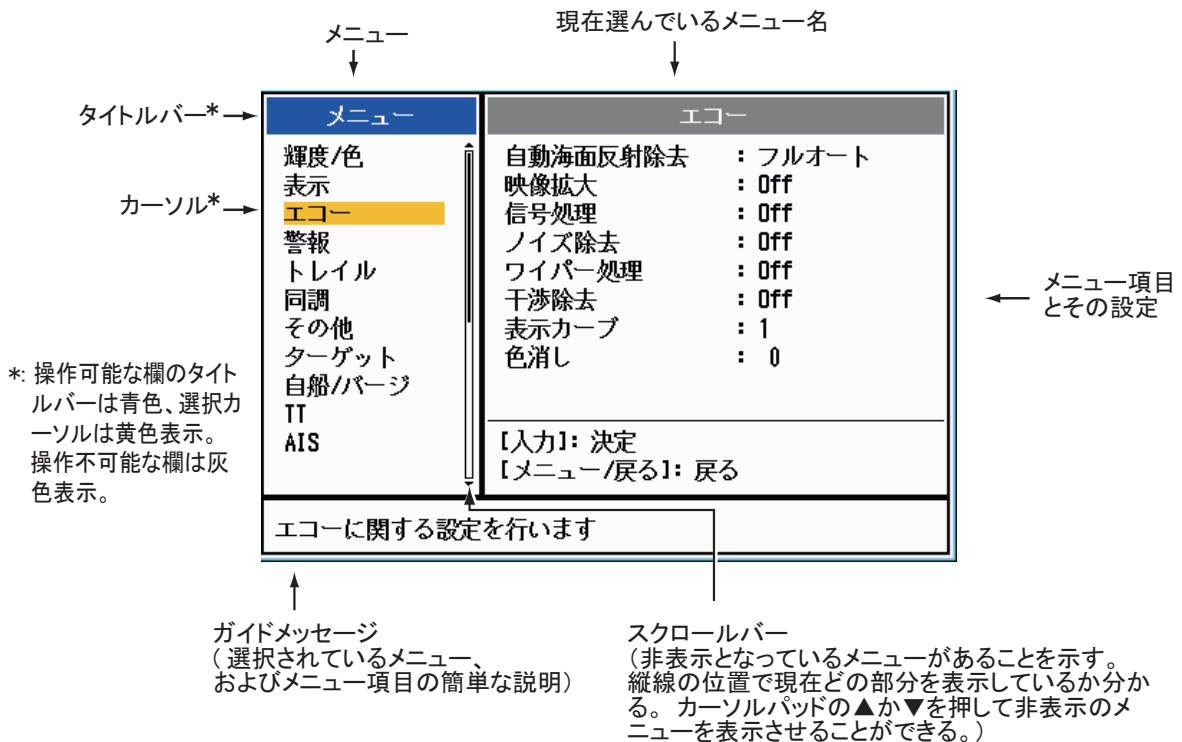 メニュー
現在選んでいるメニュー名
タイトルバー*
カーソル*
メニュー
輝度/色
表示
エコー
警報
トレイル
同調
その他
ターゲット
自船/バージ
TT
AIS
エコー
自動海面反射除去 : フルオート
映像拡大 : Off
信号処理 : Off
ノイズ除去 : Off
ワイパー処理 : Off
干渉除去 : Off
表示カーブ : 1
色消し : 0
[入力]: 決定
[メニュー/戻る]: 戻る
エコーに関する設定を行います
メニュー項目
とその設定
*: 操作可能な欄のタイト
ルバーは青色、選択カ
ーソルは黄色表示。
操作不可能な欄は灰
色表示。
ガイドメッセージ
(選択されているメニュー、
およびメニュー項目の簡単な説明)
スクロールバー
(非表示となっているメニューがあることを示す。
縦線の位置で現在どの部分を表示しているか分か
る。カーソルパッドの▲か▼を押して非表示のメ
ニューを表示させることができる。)